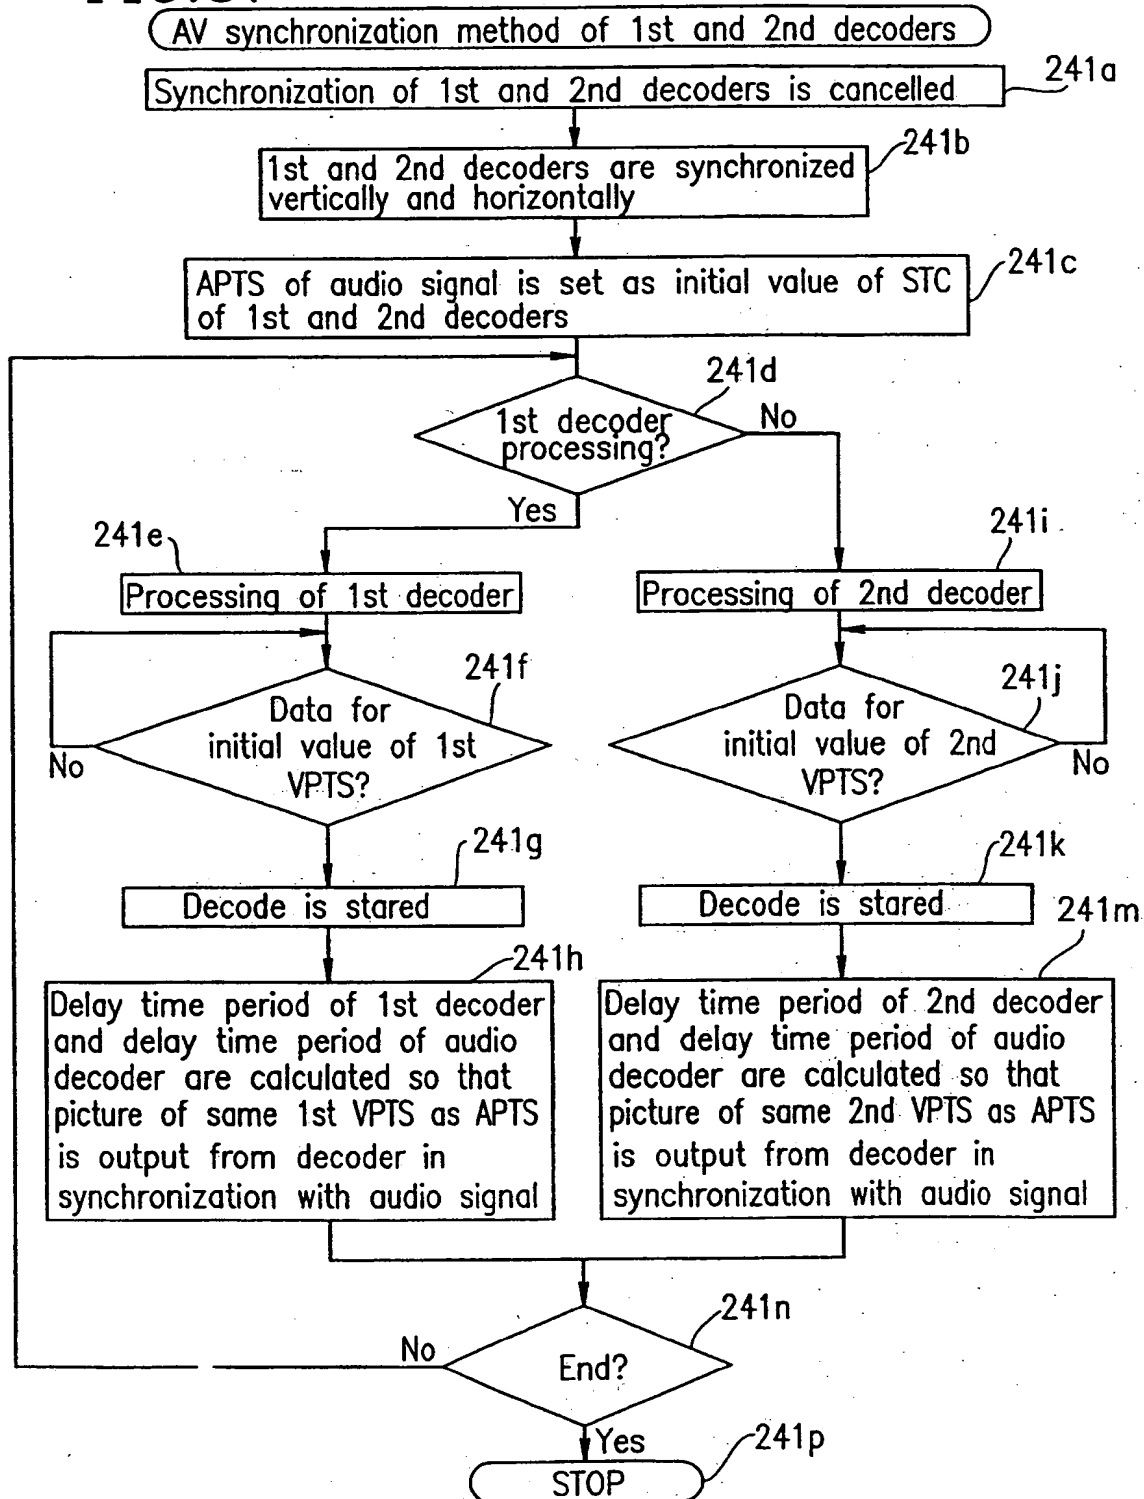 AV synchronization method of 1st and 2nd decoders
Synchronization of 1st and 2nd decoders is cancelled
241a
1st and 2nd decoders are synchronized
vertically and horizontally
241b
APTS of audio signal is set as initial value of STC
of 1st and 2nd decoders
241c
241d
1st decoder
processing?
No
Yes
241e
Processing of 1st decoder
241i
Processing of 2nd decoder
241f
Data for
initial value of 1st
VPTS?
No
241j
Data for
initial value of 2nd
VPTS?
No
241g
Decode is stared
241k
Decode is stared
241h
Delay time period of 1st decoder
and delay time period of audio
decoder are calculated so that
picture of same 1st VPTS as APTS
is output from decoder in
synchronization with audio signal
241m
Delay time period of 2nd decoder
and delay time period of audio
decoder are calculated so that
picture of same 2nd VPTS as APTS
is output from decoder in
synchronization with audio signal
241n
No
End?
Yes
241p
STOP